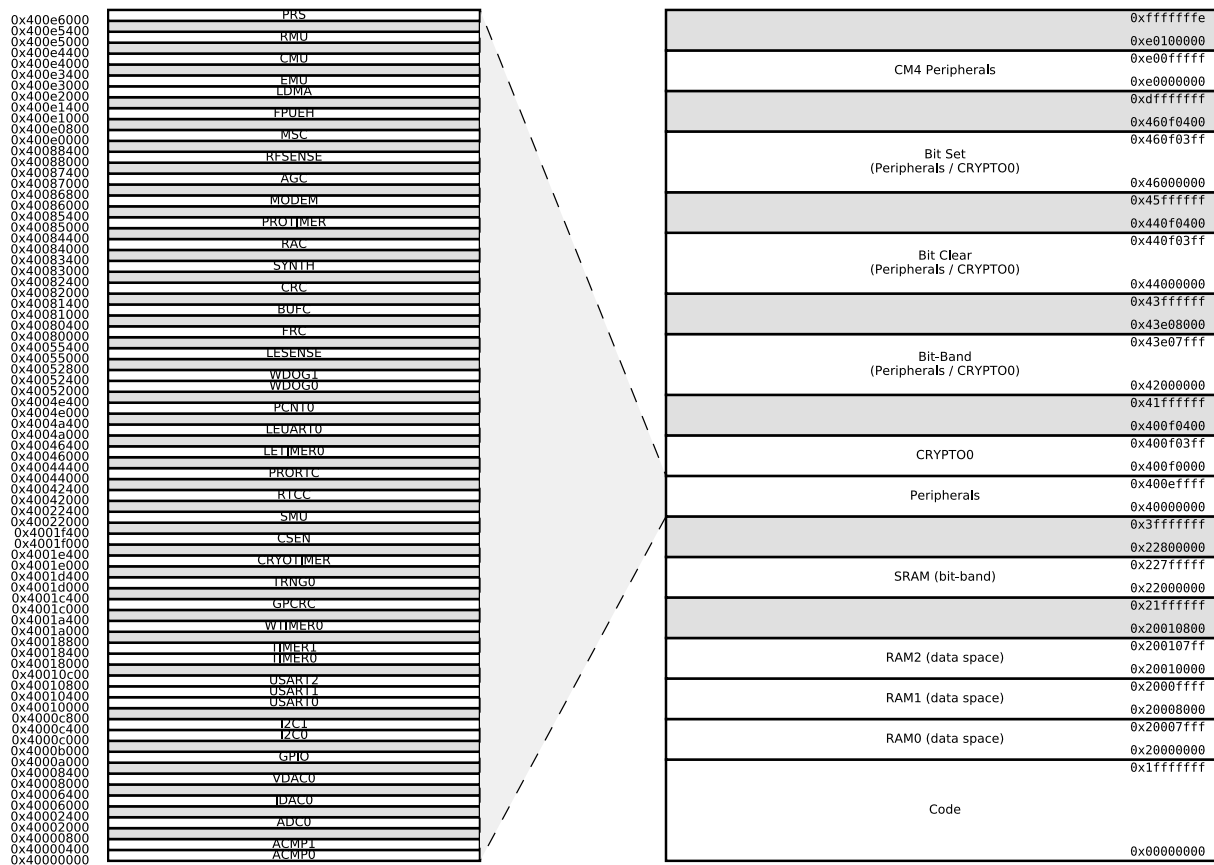 0x400e6000
0x400e5400
0x400e5000
0x400e4400
0x400e4000
0x400e3400
0x400e3000
0x400e2000
0x400e1400
0x400e1000
0x400e0800
0x400e0000
0x40088400
0x40088000
0x40087400
0x40087000
0x40086800
0x40086000
0x40085400
0x40085000
0x40084400
0x40084000
0x40083400
0x40083000
0x40082400
0x40082000
0x40081400
0x40081000
0x40080400
0x40080000
0x40055400
0x40055000
0x40052800
0x40052400
0x40052000
0x4004e400
0x4004e000
0x4004a400
0x4004a000
0x40046400
0x40046000
0x40044400
0x40044000
0x40042400
0x40042000
0x40022400
0x40022000
0x4001f400
0x4001f000
0x4001e400
0x4001e000
0x4001d400
0x4001d000
0x4001c400
0x4001c000
0x4001a400
0x4001a000
0x40018800
0x40018400
0x40018000
0x40010c00
0x40010800
0x40010400
0x40010000
0x4000c800
0x4000c400
0x4000c000
0x4000b000
0x4000a000
0x40008400
0x40008000
0x40006400
0x40006000
0x40002400
0x40002000
0x40000800
0x40000400
0x40000000
PRS
RMU
CMU
EMU
LDMA
FPUEH
MSC
RFSENSE
AGC
MODEM
PROTIMER
RAC
SYNTH
CRC
BUFC
FRC
LESENSE
WDOG1
WDOG0
PCNT0
LEUART0
LETIMER0
PRORTC
RTCC
SMU
CSEN
CRYOTIMER
TRNG0
GPCRC
WTIMER0
TIMER1
TIMER0
USART2
USART1
USART0
I2C1
I2C0
GPIO
VDAC0
IDAC0
ADC0
ACMP1
ACMP0
0xfffffffe
0xe0100000
0xe00fffff
CM4 Peripherals
0xe0000000
0xdfffffff
0x460f0400
0x460f03ff
Bit Set
(Peripherals / CRYPTO0)
0x46000000
0x45ffffff
0x440f0400
0x440f03ff
Bit Clear
(Peripherals / CRYPTO0)
0x44000000
0x43ffffff
0x43e08000
0x43e07fff
Bit-Band
(Peripherals / CRYPTO0)
0x42000000
0x41ffffff
0x400f0400
0x400f03ff
CRYPTO0
0x400f0000
0x400effff
Peripherals
0x40000000
0x3fffffff
0x22800000
0x227fffff
SRAM (bit-band)
0x22000000
0x21ffffff
0x20010800
0x200107ff
RAM2 (data space)
0x20010000
0x2000ffff
RAM1 (data space)
0x20008000
0x20007fff
RAM0 (data space)
0x20000000
0x1fffffff
Code
0x00000000